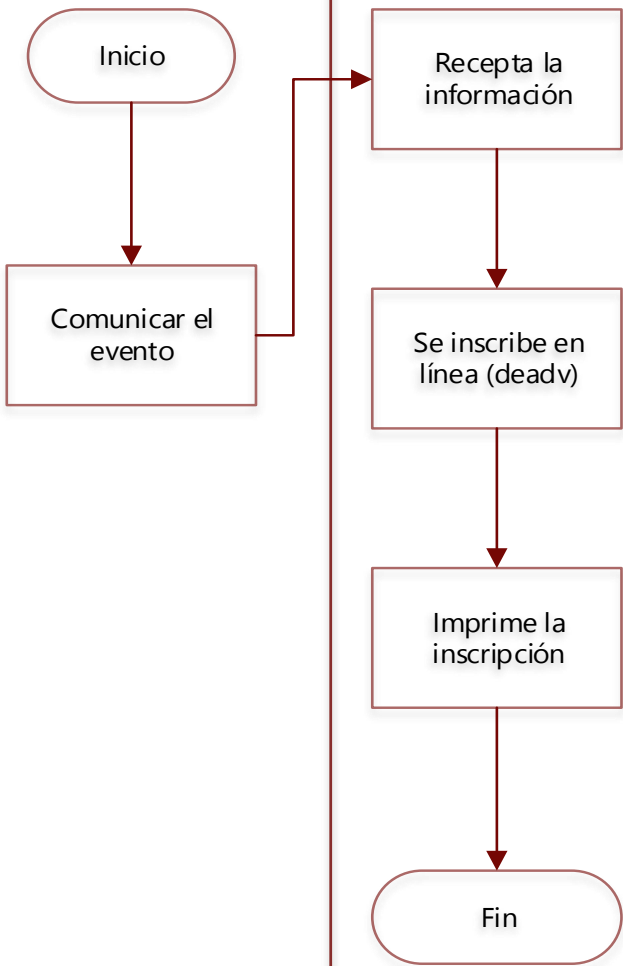 Inicio
Comunicar el
evento
Recepta la
información
Se inscribe en
línea (deadv)
Imprime la
inscripción
Fin